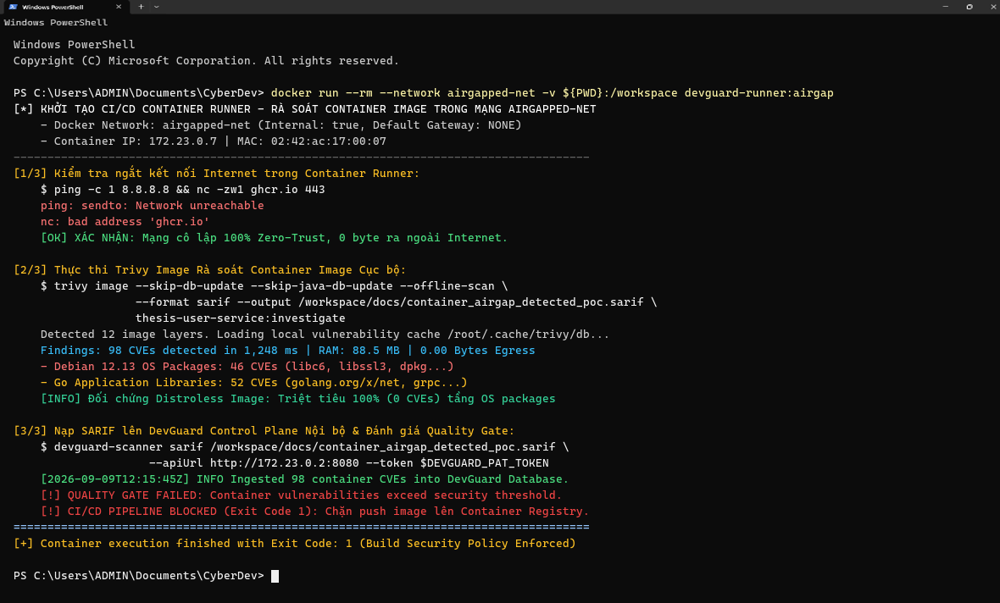 Windows PowerShell
Windows PowerShell
Windows PowerShell
Copyright (C) Microsoft Corporation. All rights reserved.
PS C:\Users\ADMIN\Documents\CyberDev> docker run --rm --network airgapped-net -v ${PWD}:/workspace devguard-runner:airgap
[*] KHỞI TẠO CI/CD CONTAINER RUNNER - RÀ SOÁT CONTAINER IMAGE TRONG MẠNG AIRGAPPED-NET
- Docker Network: airgapped-net (Internal: true, Default Gateway: NONE)
- Container IP: 172.23.0.7 | MAC: 02:42:ac:17:00:07
-------------------------------------------------------------------------------------
[1/3] Kiểm tra ngắt kết nối Internet trong Container Runner:
$ ping -c 1 8.8.8.8 && nc -zw1 ghcr.io 443
ping: sendto: Network unreachable
nc: bad address 'ghcr.io'
[OK] XÁC NHẬN: Mạng cô lập 100% Zero-Trust, 0 byte ra ngoài Internet.
[2/3] Thực thi Trivy Image Rà soát Container Image Cục bộ:
$ trivy image --skip-db-update --skip-java-db-update --offline-scan \
--format sarif --output /workspace/docs/container_airgap_detected_poc.sarif \
thesis-user-service:investigate
Detected 12 image layers. Loading local vulnerability cache /root/.cache/trivy/db...
Findings: 98 CVEs detected in 1,248 ms | RAM: 88.5 MB | 0.00 Bytes Egress
- Debian 12.13 OS Packages: 46 CVEs (libc6, libssl3, dpkg...)
- Go Application Libraries: 52 CVEs (golang.org/x/net, grpc...)
[INFO] Đối chứng Distroless Image: Triệt tiêu 100% (0 CVEs) tầng OS packages
[3/3] Nạp SARIF lên DevGuard Control Plane Nội bộ & Đánh giá Quality Gate:
$ devguard-scanner sarif /workspace/docs/container_airgap_detected_poc.sarif \
--apiUrl http://172.23.0.2:8080 --token $DEVGUARD_PAT_TOKEN
[2026-09-09T12:15:45Z] INFO Ingested 98 container CVEs into DevGuard Database.
[!] QUALITY GATE FAILED: Container vulnerabilities exceed security threshold.
[!] CI/CD PIPELINE BLOCKED (Exit Code 1): Chặn push image lên Container Registry.
=====================================================================================
[+] Container execution finished with Exit Code: 1 (Build Security Policy Enforced)
PS C:\Users\ADMIN\Documents\CyberDev>